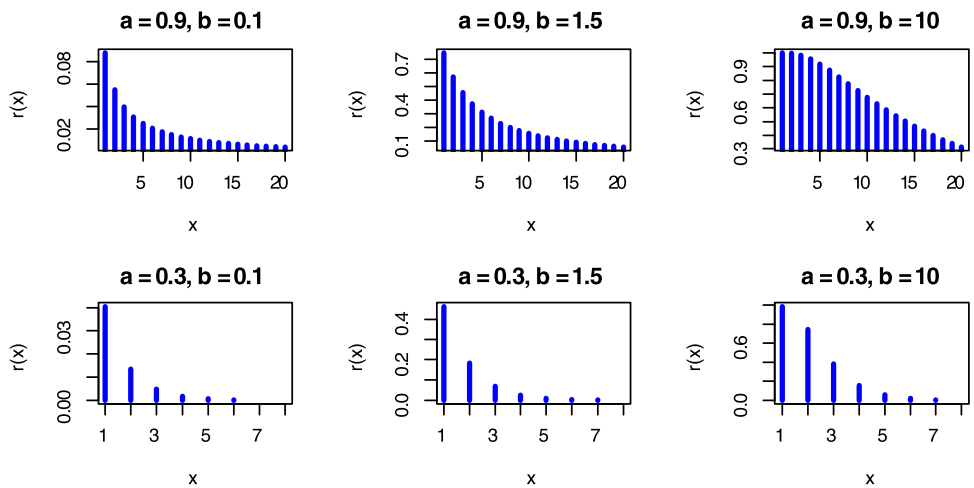 a = 0.9, b = 0.1
r(x)
0.08
0.02
5 10 15 20
x
a = 0.9, b = 1.5
r(x)
0.7
0.4
0.1
5 10 15 20
x
a = 0.9, b = 10
r(x)
0.9
0.6
0.3
5 10 15 20
x
a = 0.3, b = 0.1
r(x)
0.03
0.00
1 3 5 7
x
a = 0.3, b = 1.5
r(x)
0.4
0.2
0.0
1 3 5 7
x
a = 0.3, b = 10
r(x)
0.6
0.0
1 3 5 7
x